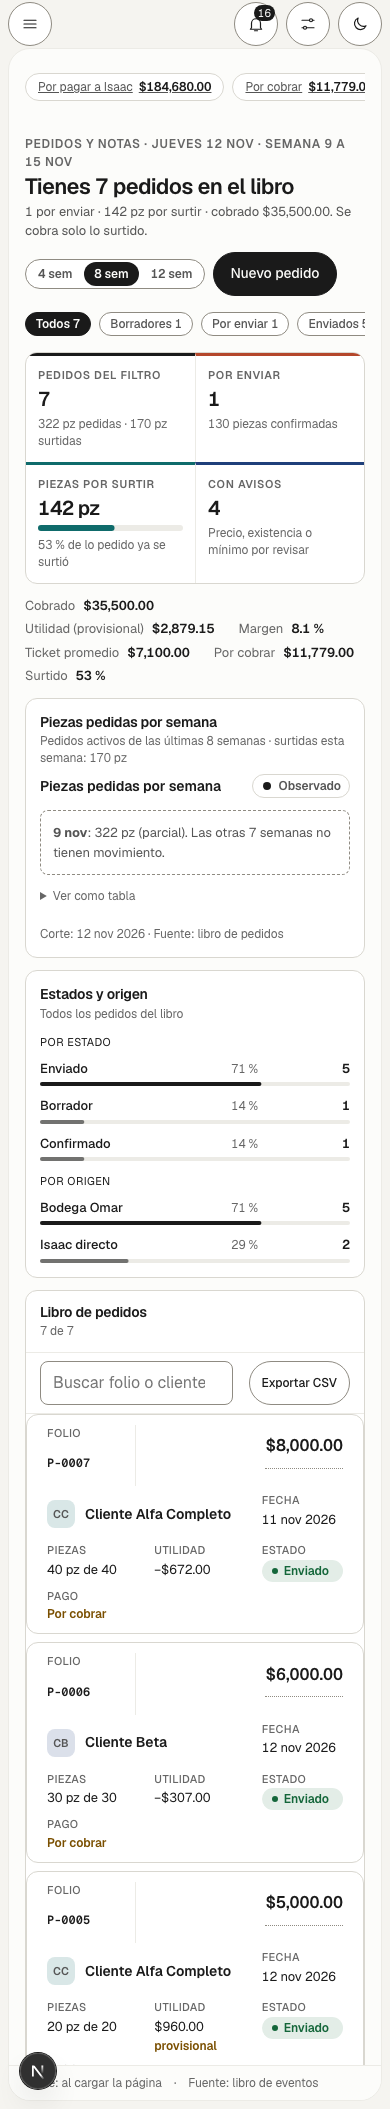 16
Por pagar a Isaac $184,680.00
Por cobrar $11,779.0
PEDIDOS Y NOTAS · JUEVES 12 NOV · SEMANA 9 A
15 NOV
Tienes 7 pedidos en el libro
1 por enviar · 142 pz por surtir · cobrado $35,500.00. Se
cobra solo lo surtido.
4 sem 8 sem 12 sem Nuevo pedido
Todos 7 Borradores 1 Por enviar 1 Enviados 5
PEDIDOS DEL FILTRO
7
322 pz pedidas · 170 pz
surtidas
POR ENVIAR
1
130 piezas confirmadas
PIEZAS POR SURTIR
142 pz
53 % de lo pedido ya se
surtió
CON AVISOS
4
Precio, existencia o
mínimo por revisar
Cobrado $35,500.00
Utilidad (provisional) $2,879.15 Margen 8.1 %
Ticket promedio $7,100.00 Por cobrar $11,779.00
Surtido 53 %
Piezas pedidas por semana
Pedidos activos de las últimas 8 semanas · surtidas esta
semana: 170 pz
Piezas pedidas por semana Observado
9 nov: 322 pz (parcial). Las otras 7 semanas no
tienen movimiento.
Ver como tabla
Corte: 12 nov 2026 · Fuente: libro de pedidos
Estados y origen
Todos los pedidos del libro
POR ESTADO
Enviado 71 % 5
Borrador 14 % 1
Confirmado 14 % 1
POR ORIGEN
Bodega Omar 71 % 5
Isaac directo 29 % 2
Libro de pedidos
7 de 7
Buscar folio o cliente Exportar CSV
FOLIO
P-0007
$8,000.00
CC Cliente Alfa Completo
FECHA
11 nov 2026
PIEZAS
40 pz de 40
UTILIDAD
−$672.00
ESTADO
Enviado
PAGO
Por cobrar
FOLIO
P-0006
$6,000.00
CB Cliente Beta
FECHA
12 nov 2026
PIEZAS
30 pz de 30
UTILIDAD
−$307.00
ESTADO
Enviado
PAGO
Por cobrar
FOLIO
P-0005
$5,000.00
CC Cliente Alfa Completo
FECHA
12 nov 2026
PIEZAS
20 pz de 20
UTILIDAD
$960.00
provisional
ESTADO
Enviado
N
al cargar la página · Fuente: libro de eventos